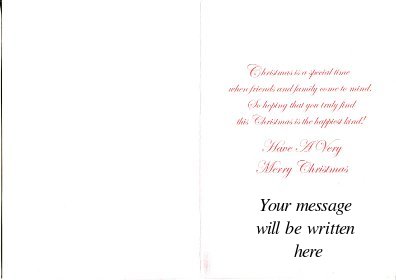 Christmas is a special time
when friends and family come to mind.
So hoping that you truly find
this Christmas is the happiest kind!
Have A Very
Merry Christmas
Your message
will be written
here